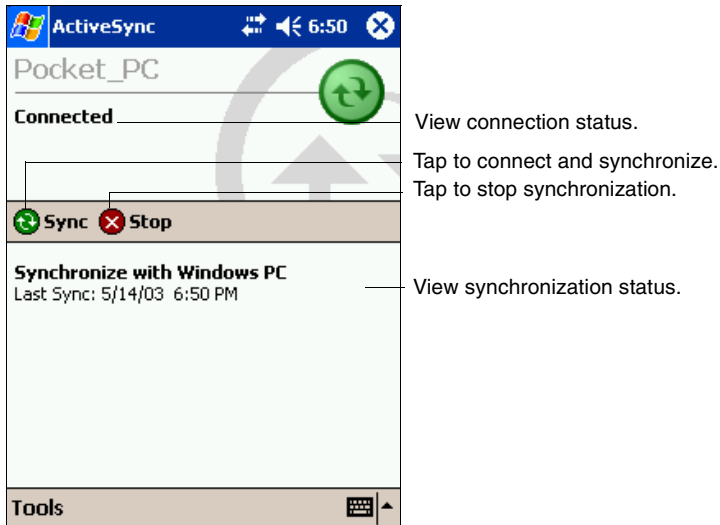 ActiveSync 6:50
Pocket_PC
Connected
View connection status.
Tap to connect and synchronize.
Tap to stop synchronization.
Sync Stop
Synchronize with Windows PC
Last Sync: 5/14/03 6:50 PM
View synchronization status.
Tools